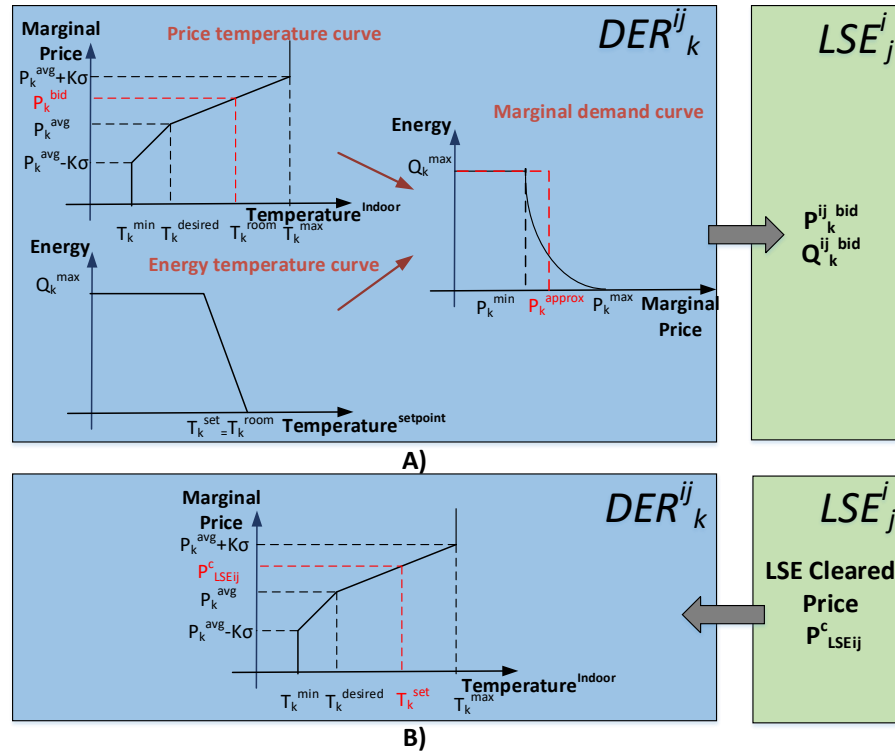 DER^ij_k
LSE^i_j
Marginal
Price
Price temperature curve
P_k^avg+Kσ
P_k^bid
P_k^avg
P_k^avg-Kσ
Temperature^Indoor
T_k^min T_k^desired T_k^room T_k^max
Energy
Marginal demand curve
Q_k^max
P_k^min P_k^approx P_k^max Marginal
Price
P^ij_k^bid
Q^ij_k^bid
Energy
Energy temperature curve
Q_k^max
T_k^set=T_k^room Temperature^setpoint
A)
DER^ij_k
LSE^i_j
Marginal
Price
P_k^avg+Kσ
P^c_LSEij
P_k^avg
P_k^avg-Kσ
T_k^min T_k^desired T_k^set T_k^max Temperature^Indoor
LSE Cleared
Price
P^c_LSEij
B)